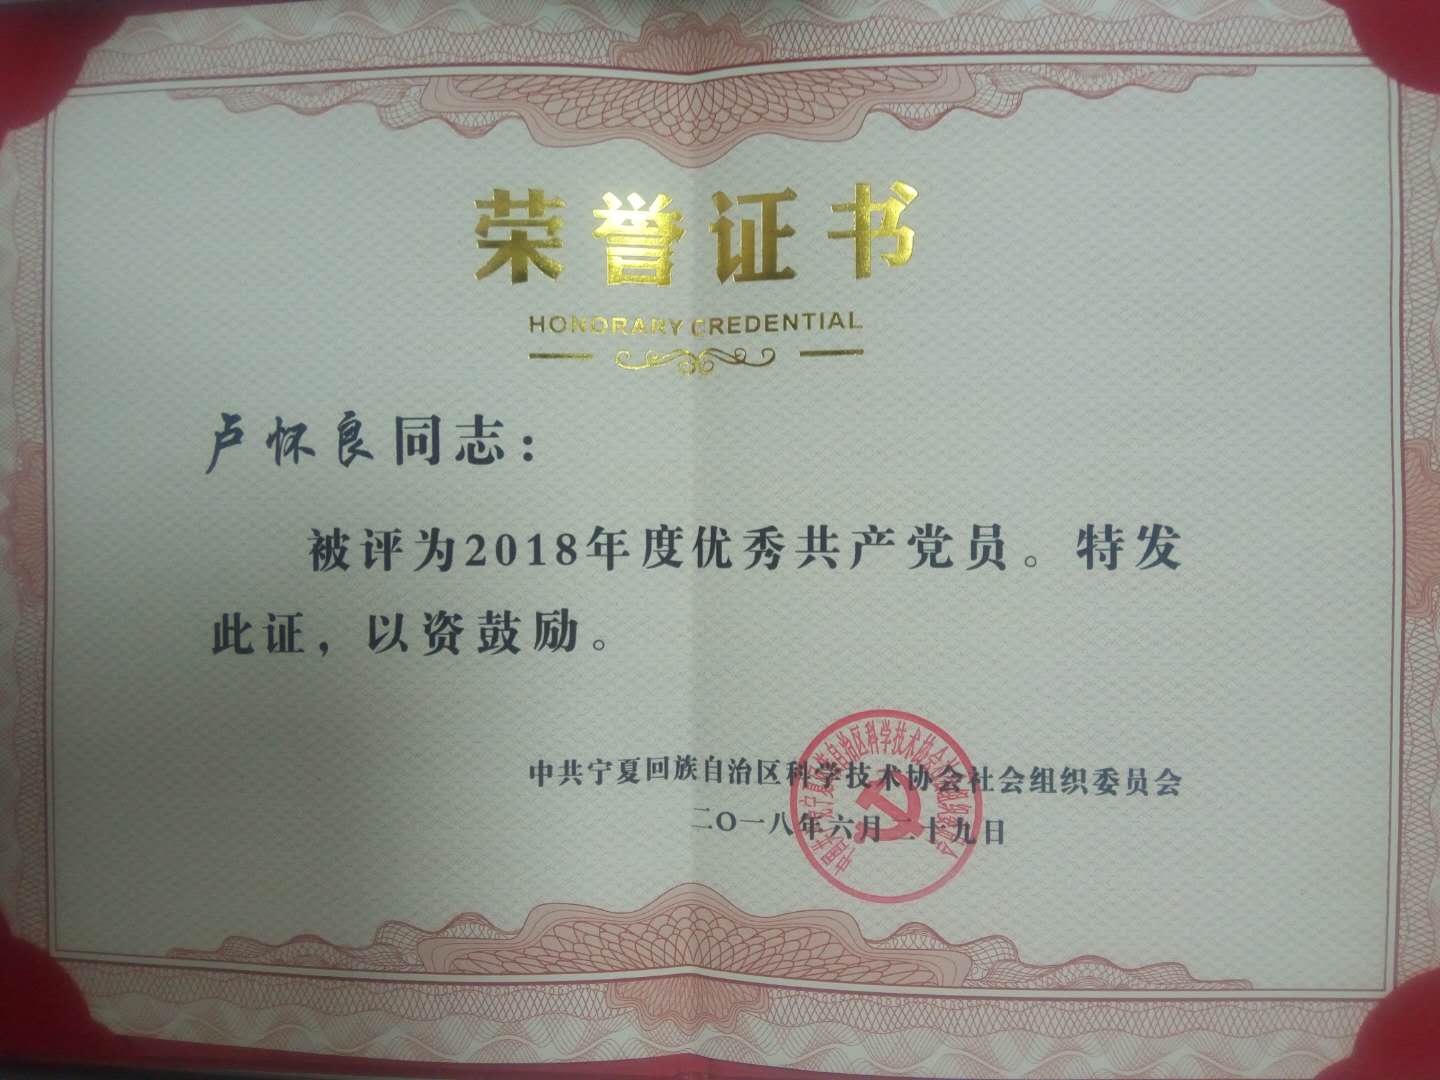 荣誉证书
HONORARY CREDENTIAL
卢怀良同志：
被评为2018年度优秀共产党员。特发
此证，以资鼓励。
中共宁夏回族自治区科学技术协会社会组织委员会
二〇一八年六月二十九日